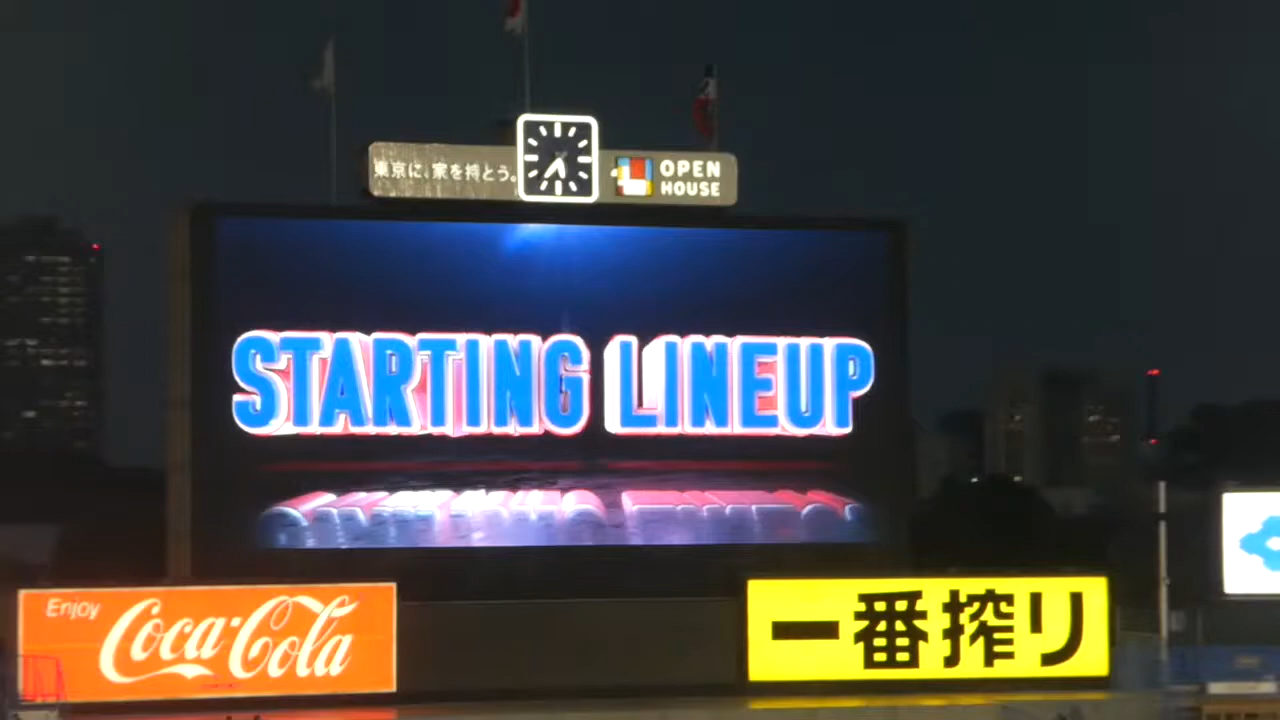 東京に、家を持とう。
OPEN
HOUSE
STARTING LINEUP
Enjoy
Coca-Cola
一番搾り